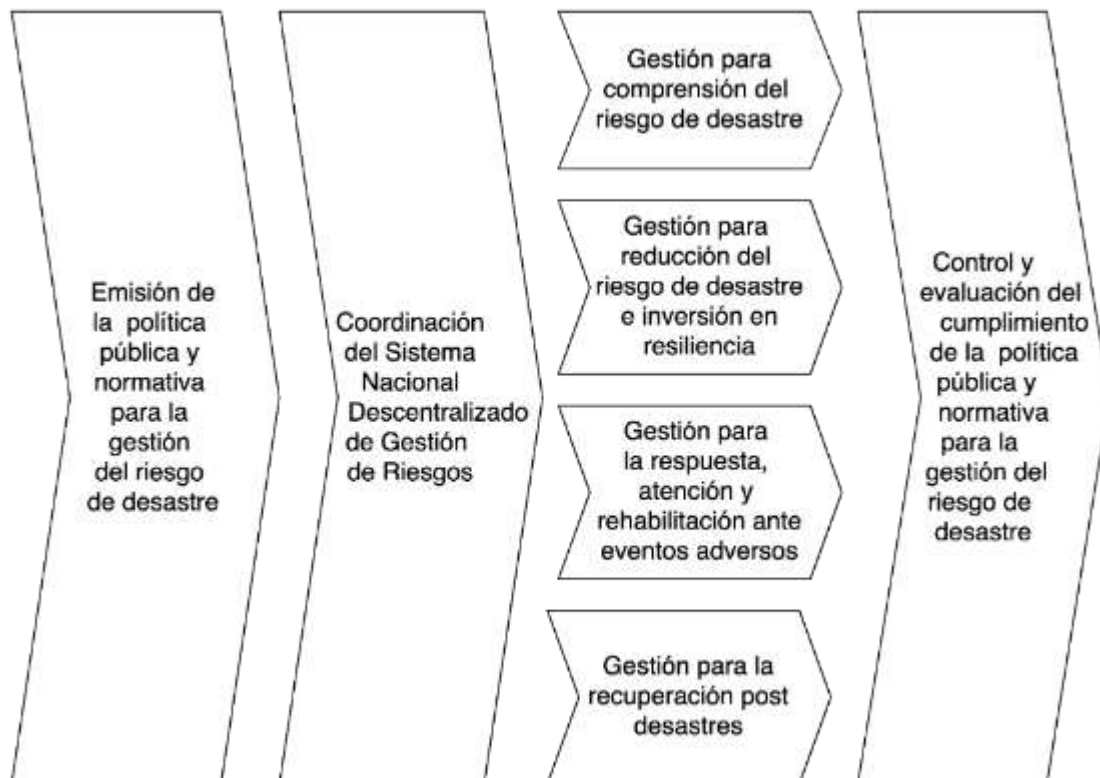 Emisión de
la política
pública y
normativa
para la
gestión
del riesgo
de desastre
Coordinación
del Sistema
Nacional
Descentralizado
de Gestión
de Riesgos
Gestión para
comprensión del
riesgo de desastre
Gestión para
reducción del
riesgo de desastre
e inversión en
resiliencia
Gestión para
la respuesta,
atención y
rehabilitación ante
eventos adversos
Gestión para la
recuperación post
desastres
Control y
evaluación del
cumplimiento
de la política
pública y
normativa
para la
gestión del
riesgo de
desastre